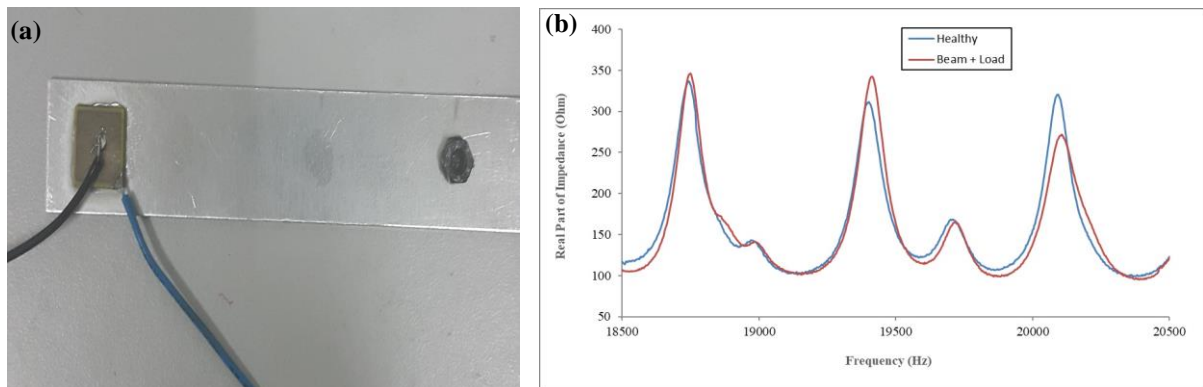 (a)
(b)
400
350
300
250
200
150
100
50
Real Part of Impedance (Ohm)
Healthy
Beam + Load
18500 19000 19500 20000 20500
Frequency (Hz)